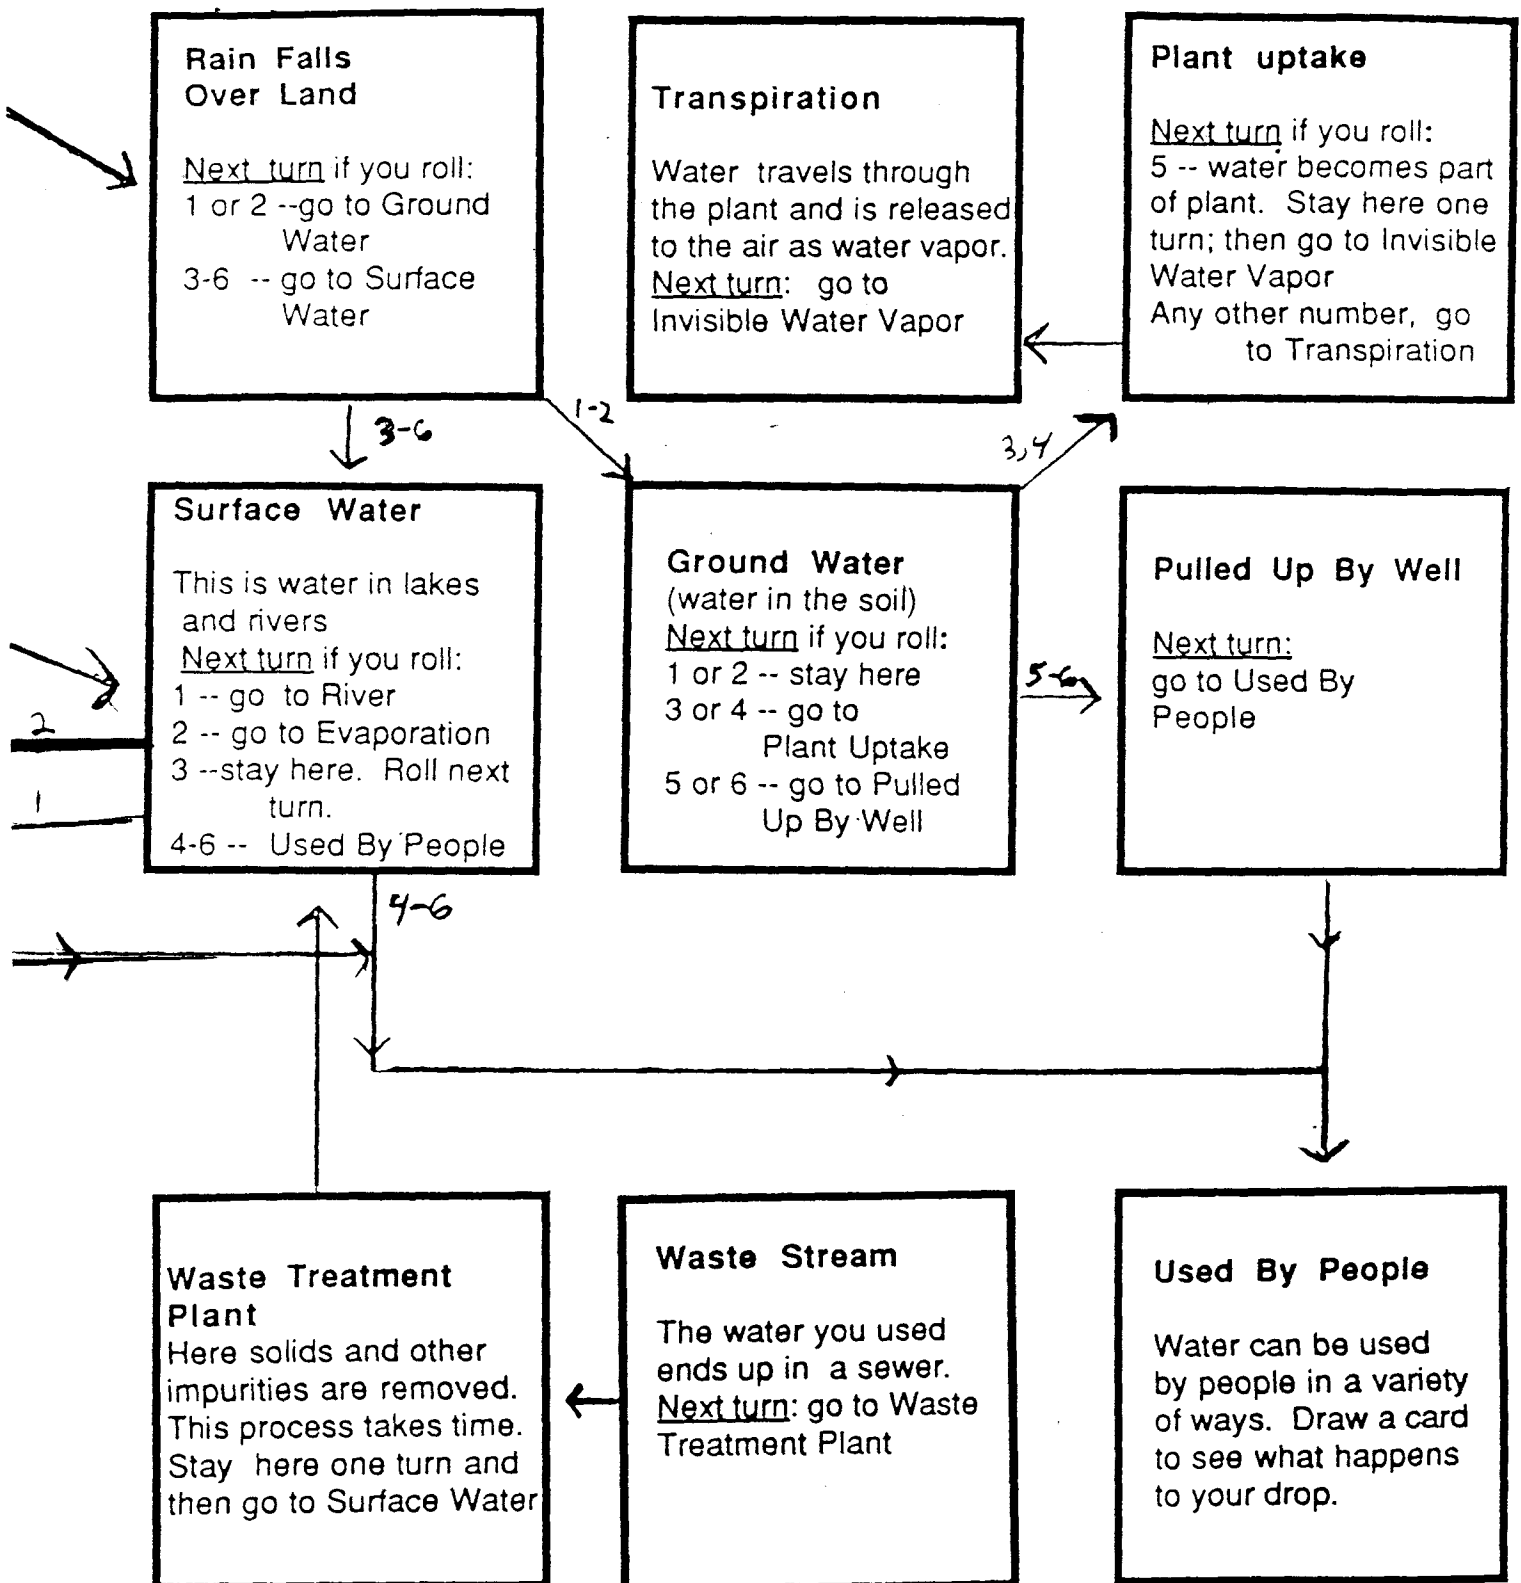 Rain Falls
Over Land
Next turn if you roll:
1 or 2 --go to Ground
Water
3-6 -- go to Surface
Water
Transpiration
Water travels through
the plant and is released
to the air as water vapor.
Next turn: go to
Invisible Water Vapor
Plant uptake
Next turn if you roll:
5 -- water becomes part
of plant. Stay here one
turn; then go to Invisible
Water Vapor
Any other number, go
to Transpiration
3-6
1-2
3,4
Surface Water
This is water in lakes
and rivers
Next turn if you roll:
1 -- go to River
2 -- go to Evaporation
3 --stay here. Roll next
turn.
4-6 -- Used By People
2
1
Ground Water
(water in the soil)
Next turn if you roll:
1 or 2 -- stay here
3 or 4 -- go to
Plant Uptake
5 or 6 -- go to Pulled
Up By Well
5-6
Pulled Up By Well
Next turn:
go to Used By
People
4-6
Waste Treatment
Plant
Here solids and other
impurities are removed.
This process takes time.
Stay here one turn and
then go to Surface Water
Waste Stream
The water you used
ends up in a sewer.
Next turn: go to Waste
Treatment Plant
Used By People
Water can be used
by people in a variety
of ways. Draw a card
to see what happens
to your drop.